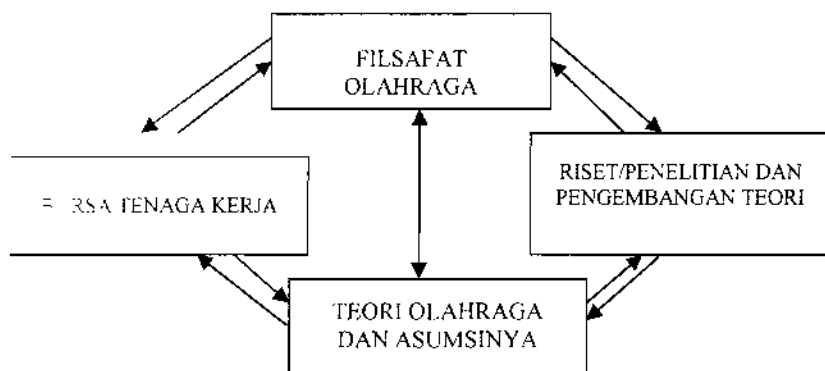 FILSAFAT
OLAHRAGA
RISET/PENELITIAN DAN
PENGEMBANGAN TEORI
TENAGA KERJA
TEORI OLAHRAGA
DAN ASUMSINYA